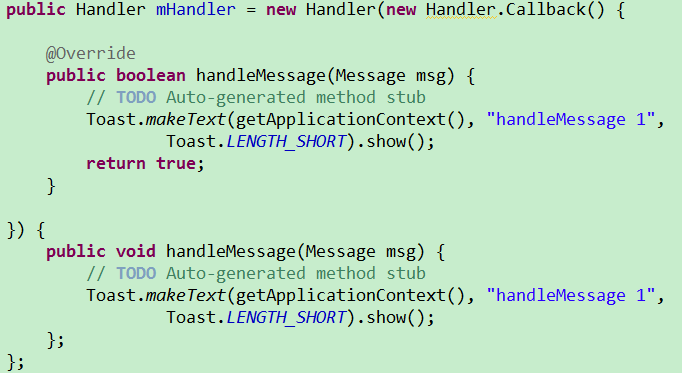 public Handler mHandler = new Handler(new Handler.Callback() {
@Override
public boolean handleMessage(Message msg) {
// TODO Auto-generated method stub
Toast.makeText(getApplicationContext(), "handleMessage 1",
Toast.LENGTH_SHORT).show();
return true;
}
}) {
public void handleMessage(Message msg) {
// TODO Auto-generated method stub
Toast.makeText(getApplicationContext(), "handleMessage 1",
Toast.LENGTH_SHORT).show();
};
};